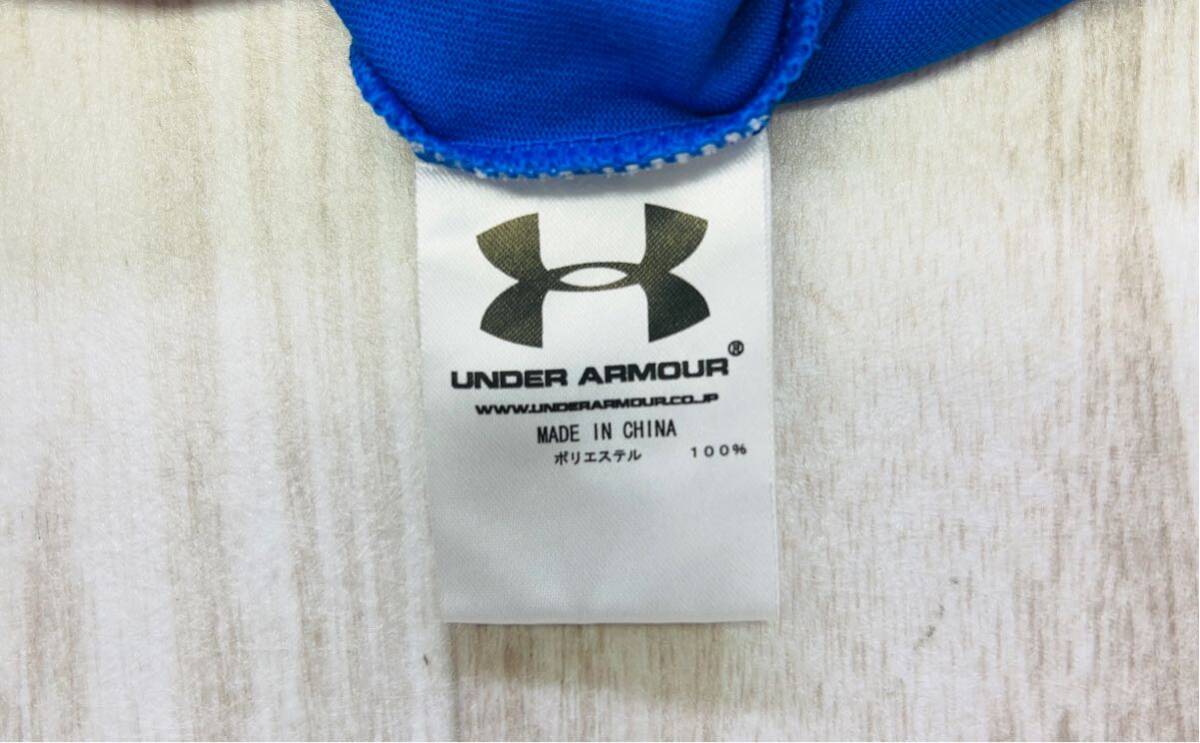 UNDER ARMOUR®
WWW.UNDERARMOUR.CO.JP
MADE IN CHINA
ポリエステル 100%